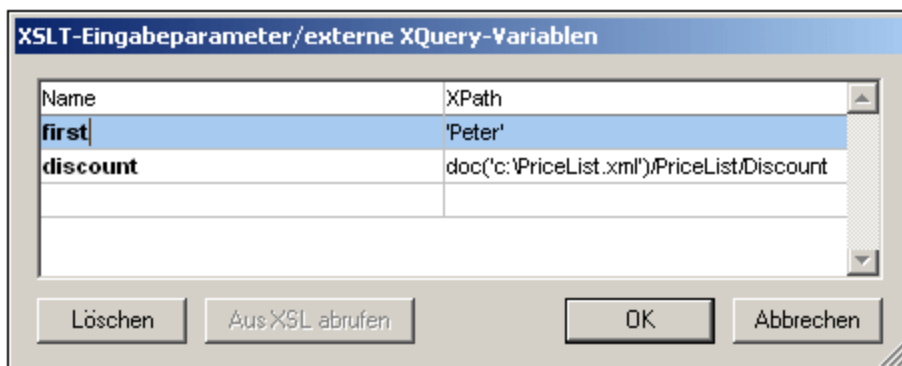 XSLT-Eingabeparameter/externe XQuery-Variablen
Name XPath
first 'Peter'
discount doc('c:\PriceList.xml')/PriceList/Discount
Löschen Aus XSL abrufen OK Abbrechen